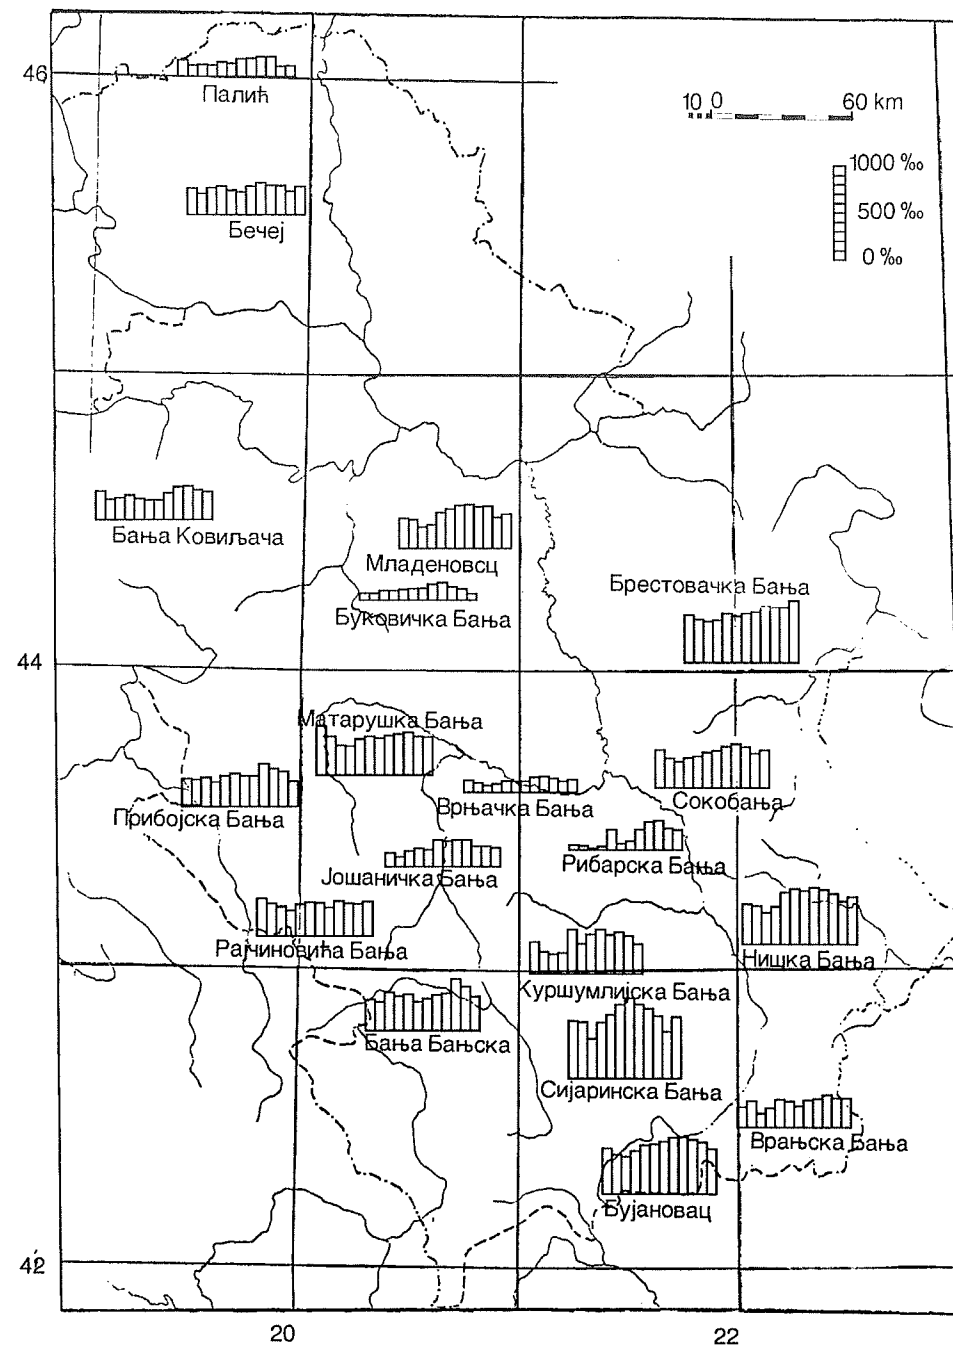 46
Палић
10 0 60 km
1000 ‰
500 ‰
0 ‰
Бечеј
Бања Ковиљача
Младеновсц
Буковичка Бања
Брестовачка Бања
44
Матарушка Бања
Врњачка Бања
Сокобања
Прибојска Бања
Јошаничка Бања
Рибарска Бања
Рајчиновића Бања
Нишка Бања
Куршумлијска Бања
Бања Бањска
Сијаринска Бања
Врањска Бања
Бујановац
42
20 22